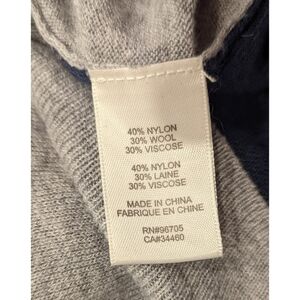 40% NYLON
30% WOOL
30% VISCOSE
40% NYLON
30% LAINE
30% VISCOSE
MADE IN CHINA
FABRIQUE EN CHINE
RN#96705
CA#34460